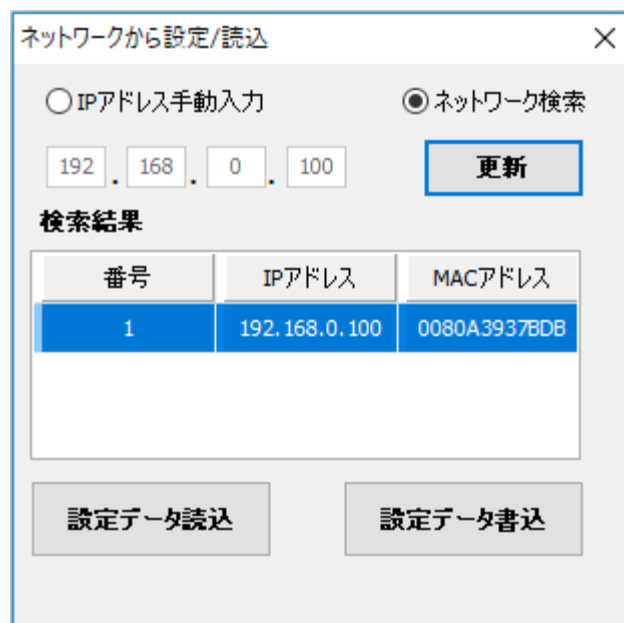 ネットワークから設定/読込
IPアドレス手動入力 ネットワーク検索
192 . 168 . 0 . 100 更新
検索結果
番号 IPアドレス MACアドレス
1 192.168.0.100 0080A3937BDB
設定データ読込 設定データ書込